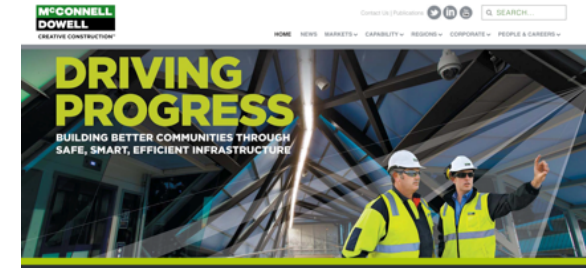 McCONNELL
DOWELL
CREATIVE CONSTRUCTION™
Contact Us | Publications
SEARCH...
HOME NEWS MARKETS CAPABILITY REGIONS CORPORATE PEOPLE & CAREERS
DRIVING
PROGRESS
BUILDING BETTER COMMUNITIES THROUGH
SAFE, SMART, EFFICIENT INFRASTRUCTURE